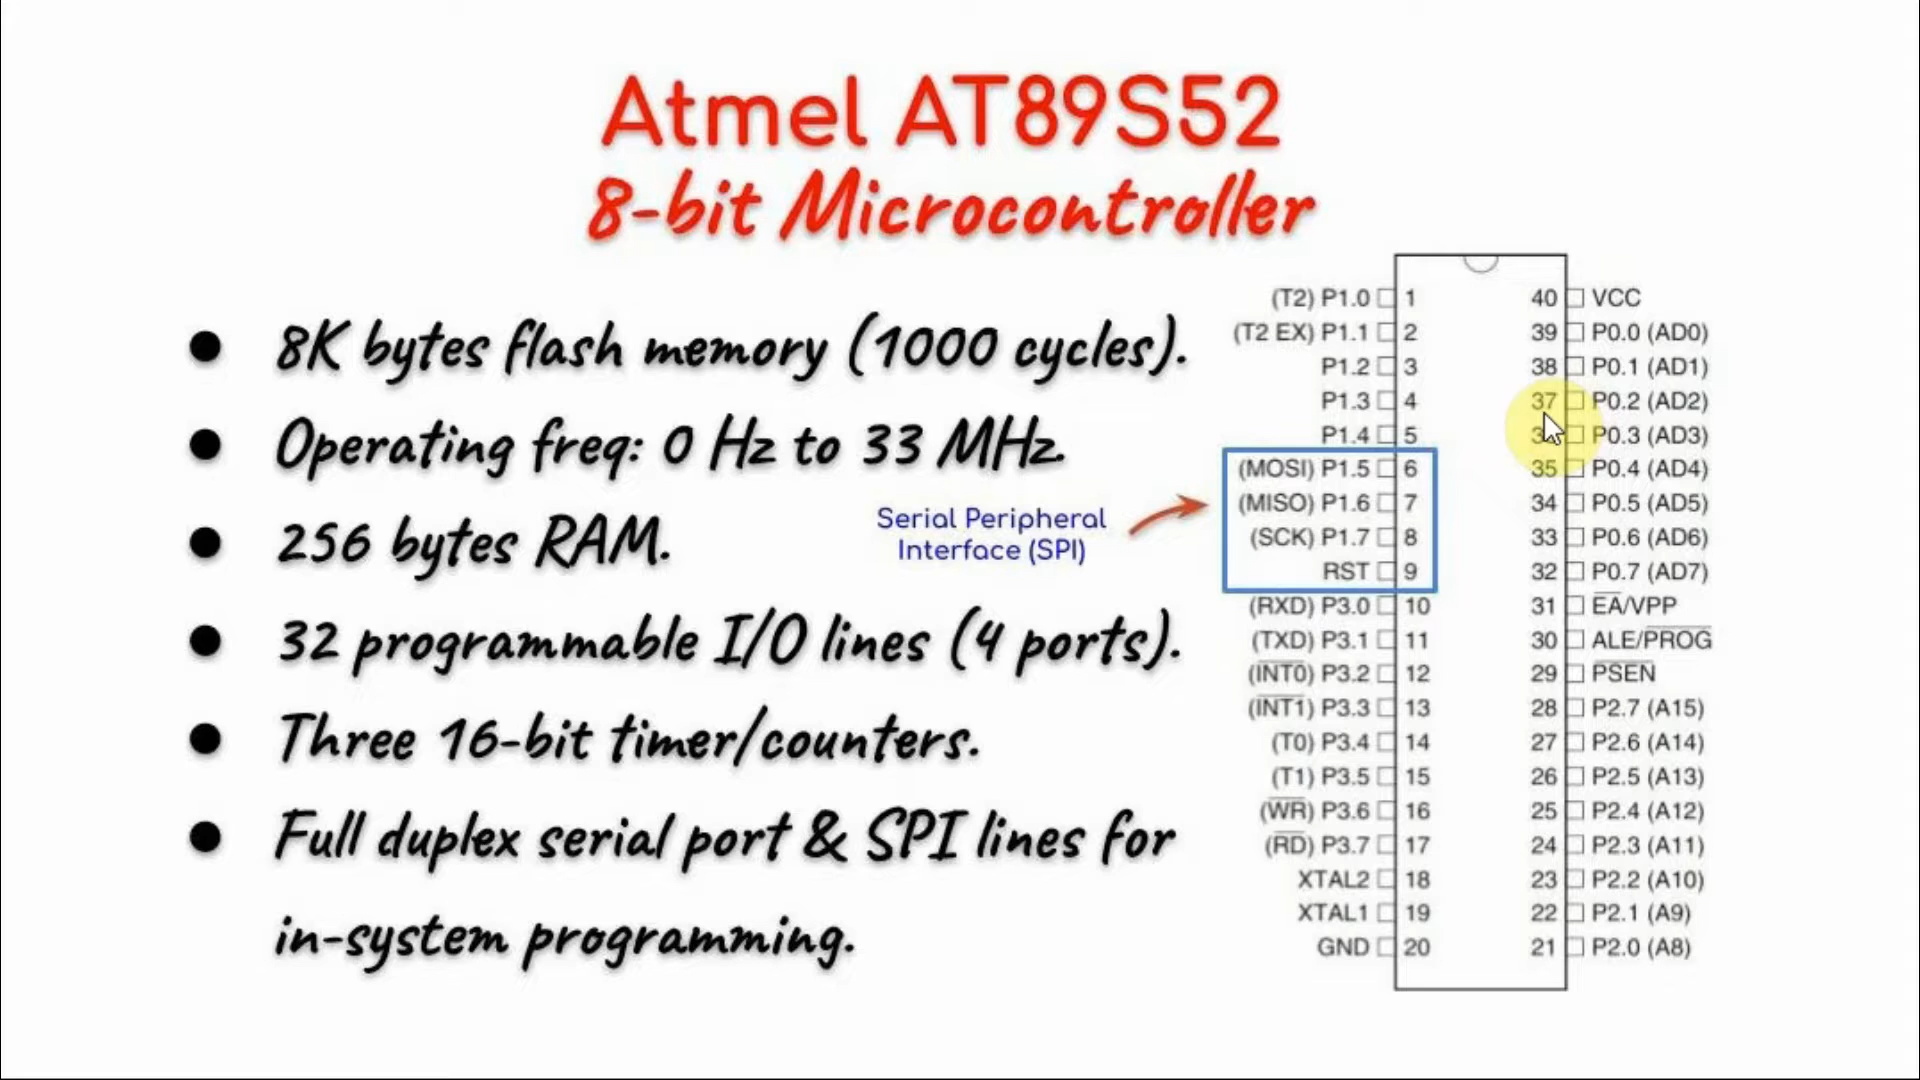 Atmel AT89S52
8-bit Microcontroller
● 8K bytes flash memory (1000 cycles).
● Operating freq: 0 Hz to 33 MHz.
● 256 bytes RAM.
● 32 programmable I/O lines (4 ports).
● Three 16-bit timer/counters.
● Full duplex serial port & SPI lines for
in-system programming.
Serial Peripheral
Interface (SPI)
(T2) P1.0 1 40 VCC
(T2 EX) P1.1 2 39 P0.0 (AD0)
P1.2 3 38 P0.1 (AD1)
P1.3 4 37 P0.2 (AD2)
P1.4 5 P0.3 (AD3)
(MOSI) P1.5 6 35 P0.4 (AD4)
(MISO) P1.6 7 34 P0.5 (AD5)
(SCK) P1.7 8 33 P0.6 (AD6)
RST 9 32 P0.7 (AD7)
(RXD) P3.0 10 31 E̅A̅/VPP
(TXD) P3.1 11 30 ALE/P̅R̅O̅G̅
(I̅N̅T̅0̅) P3.2 12 29 P̅S̅E̅N̅
(I̅N̅T̅1̅) P3.3 13 28 P2.7 (A15)
(T0) P3.4 14 27 P2.6 (A14)
(T1) P3.5 15 26 P2.5 (A13)
(W̅R̅) P3.6 16 25 P2.4 (A12)
(R̅D̅) P3.7 17 24 P2.3 (A11)
XTAL2 18 23 P2.2 (A10)
XTAL1 19 22 P2.1 (A9)
GND 20 21 P2.0 (A8)